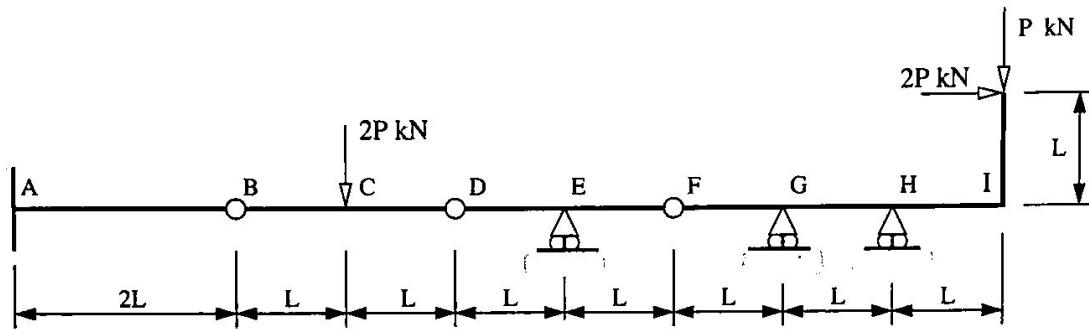 P kN
2P kN
2P kN
L
A B C D E F G H I
2L L L L L L L L